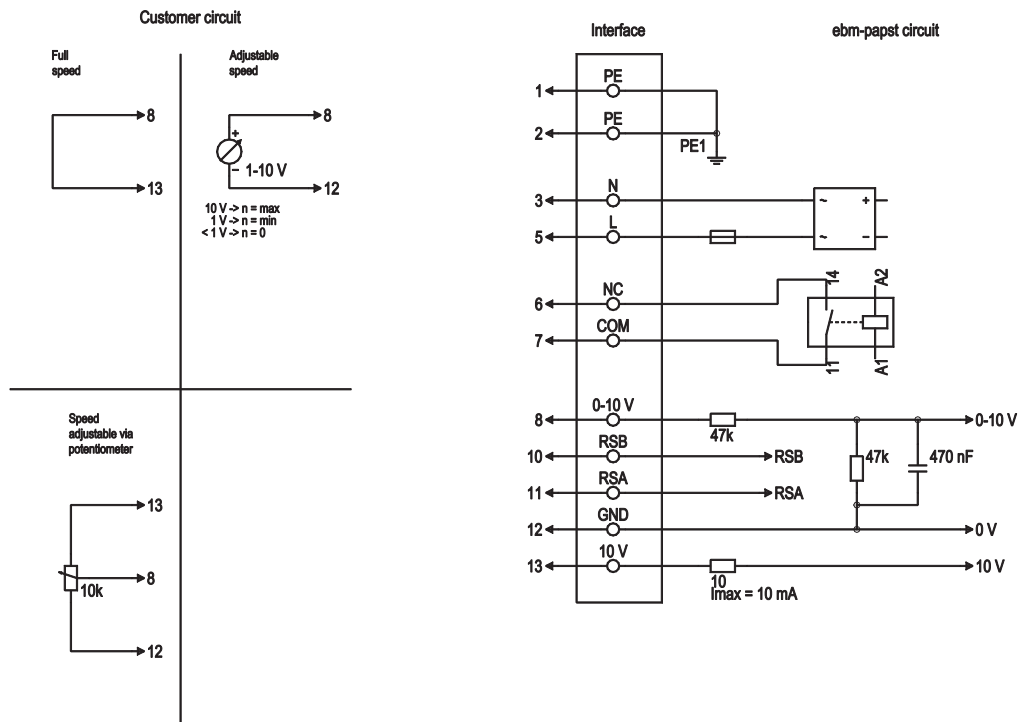 Customer circuit
Full
speed
8
13
Adjustable
speed
8
+
− 1-10 V
12
10 V -> n = max
1 V -> n = min
< 1 V -> n = 0
Speed
adjustable via
potentiometer
13
8
10k
12
Interface
ebm-papst circuit
1 PE
2 PE
PE1
3 N ~ +
5 L ~ −
14 A2
6 NC
7 COM
11 A1
8 0-10 V 0-10 V
47k
10 RSB RSB 47k 470 nF
11 RSA RSA
12 GND 0 V
13 10 V 10 V
10
Imax = 10 mA